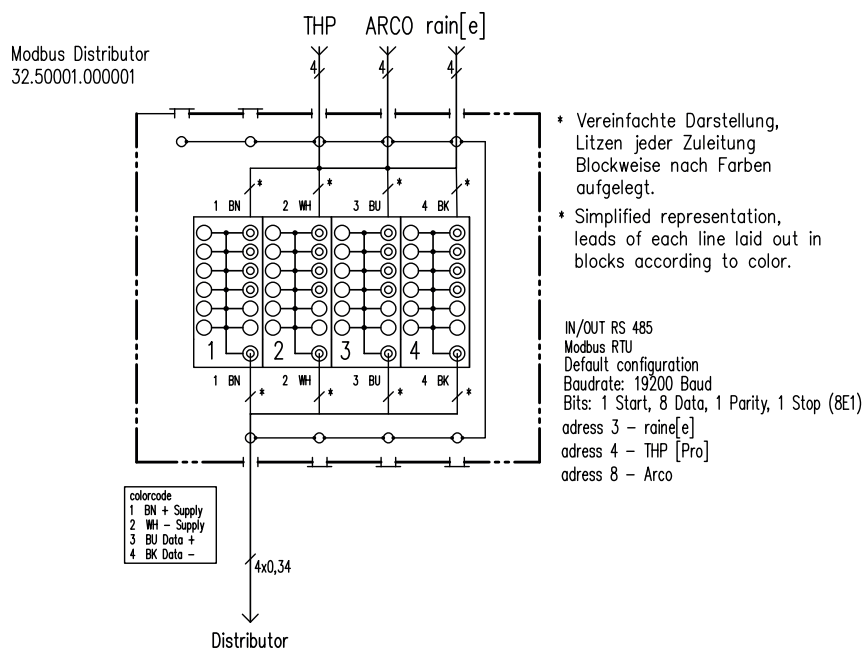 THP ARCO rain[e]
Modbus Distributor
32.50001.000001
4 4 4
* Vereinfachte Darstellung,
Litzen jeder Zuleitung
Blockweise nach Farben
aufgelegt.
* Simplified representation,
leads of each line laid out in
blocks according to color.
* * * *
1 BN 2 WH 3 BU 4 BK
1 2 3 4
1 BN 2 WH 3 BU 4 BK
* * * *
IN/OUT RS 485
Modbus RTU
Default configuration
Baudrate: 19200 Baud
Bits: 1 Start, 8 Data, 1 Parity, 1 Stop (8E1)
adress 3 – raine[e]
adress 4 – THP [Pro]
adress 8 – Arco
colorcode
1 BN + Supply
2 WH – Supply
3 BU Data +
4 BK Data –
4x0,34
Distributor